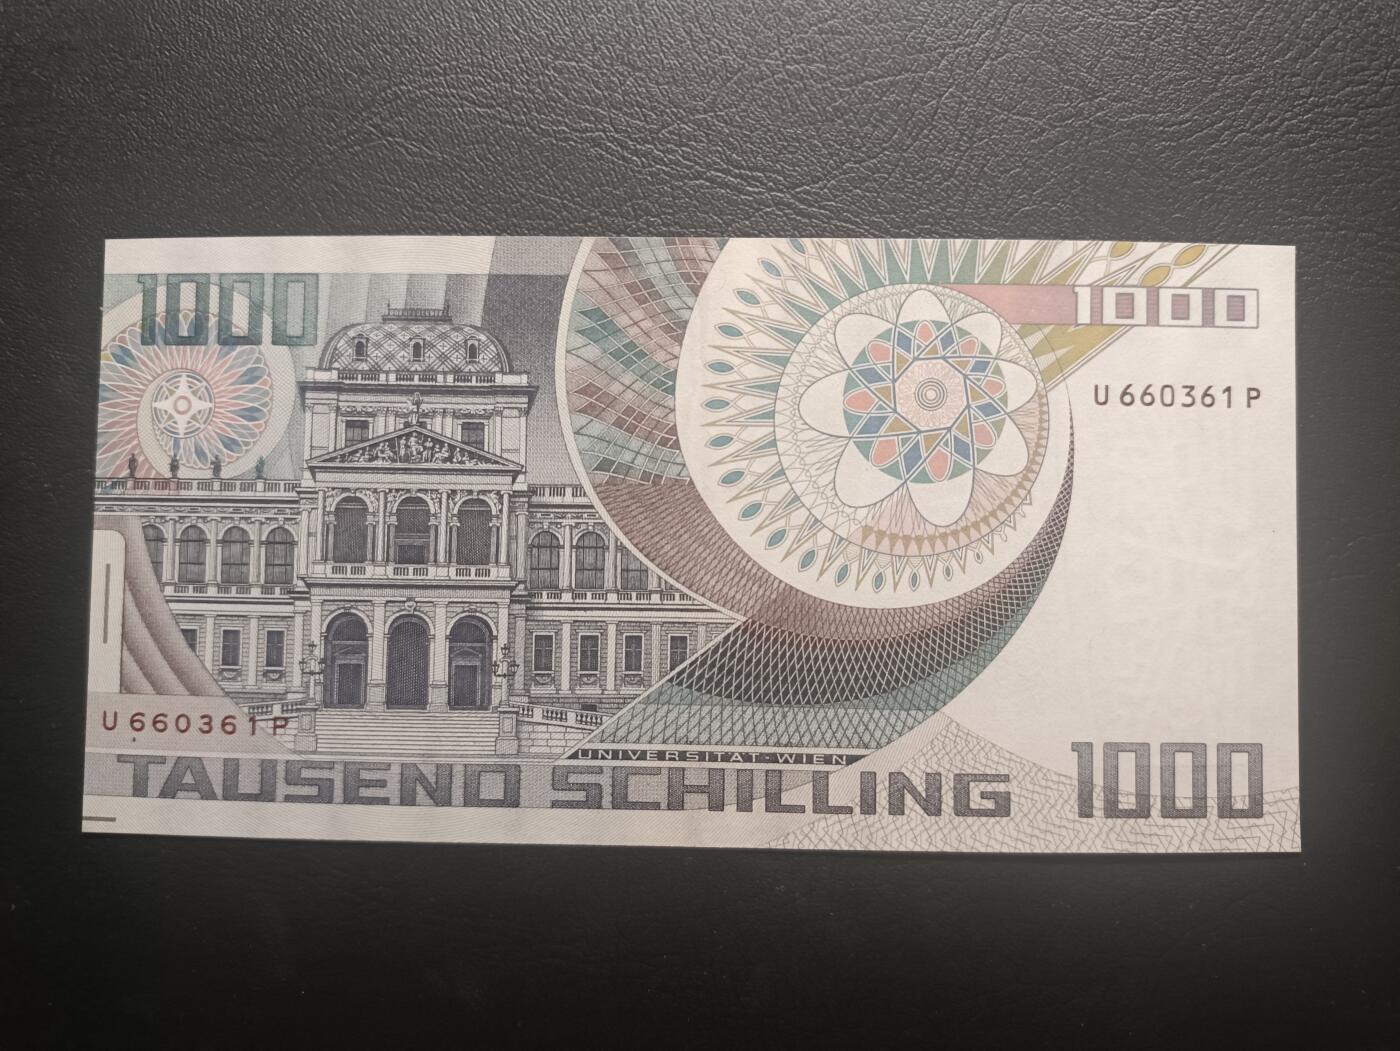 1000
1000
U 660361 P
U 660361 P
UNIVERSITÄT·WIEN
TAUSEND SCHILLING
1000